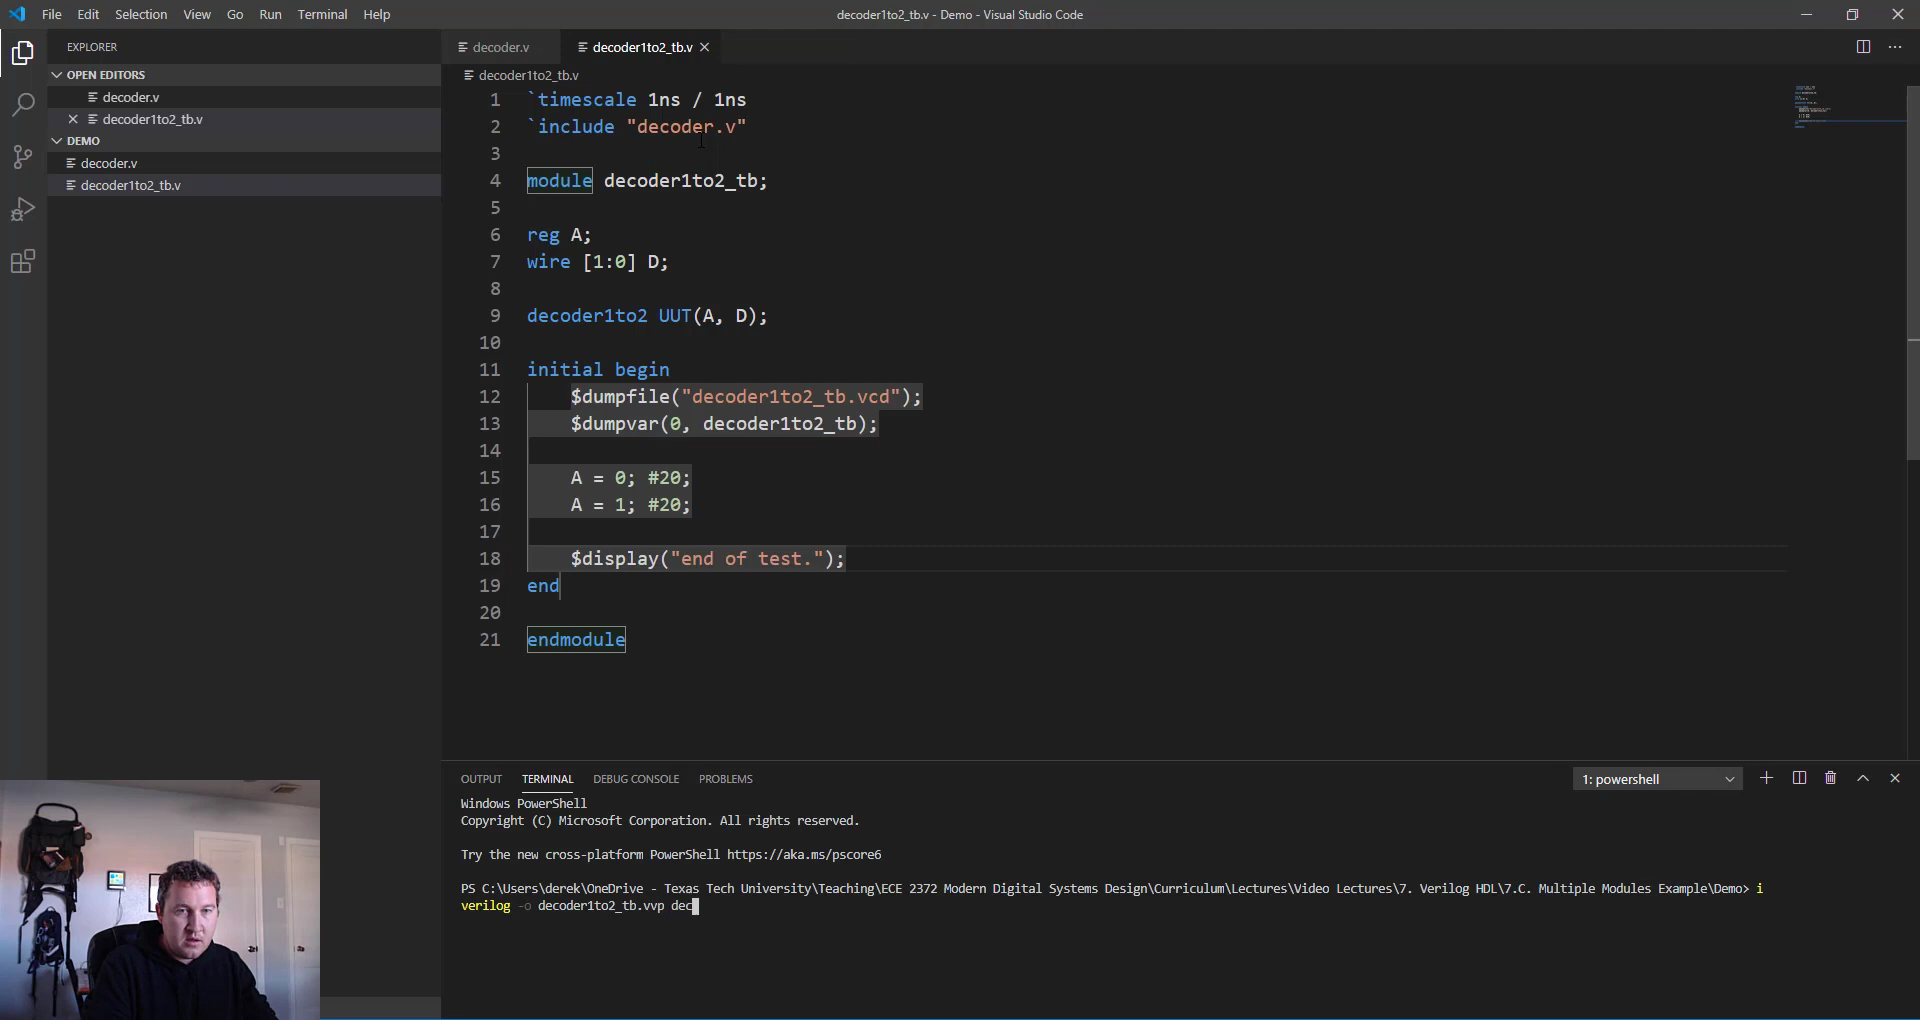 File Edit Selection View Go Run Terminal Help
decoder1to2_tb.v - Demo - Visual Studio Code
EXPLORER
OPEN EDITORS
decoder.v
decoder1to2_tb.v
DEMO
decoder.v
decoder1to2_tb.v
decoder.v
decoder1to2_tb.v
decoder1to2_tb.v
1 `timescale 1ns / 1ns
2 `include "decoder.v"
3
4 module decoder1to2_tb;
5
6 reg A;
7 wire [1:0] D;
8
9 decoder1to2 UUT(A, D);
10
11 initial begin
12 $dumpfile("decoder1to2_tb.vcd");
13 $dumpvar(0, decoder1to2_tb);
14
15 A = 0; #20;
16 A = 1; #20;
17
18 $display("end of test.");
19 end
20
21 endmodule
OUTPUT TERMINAL DEBUG CONSOLE PROBLEMS
1: powershell
Windows PowerShell
Copyright (C) Microsoft Corporation. All rights reserved.
Try the new cross-platform PowerShell https://aka.ms/pscore6
PS C:\Users\derek\OneDrive - Texas Tech University\Teaching\ECE 2372 Modern Digital Systems Design\Curriculum\Lectures\Video Lectures\7. Verilog HDL\7.C. Multiple Modules Example\Demo> i
verilog -o decoder1to2_tb.vvp dec